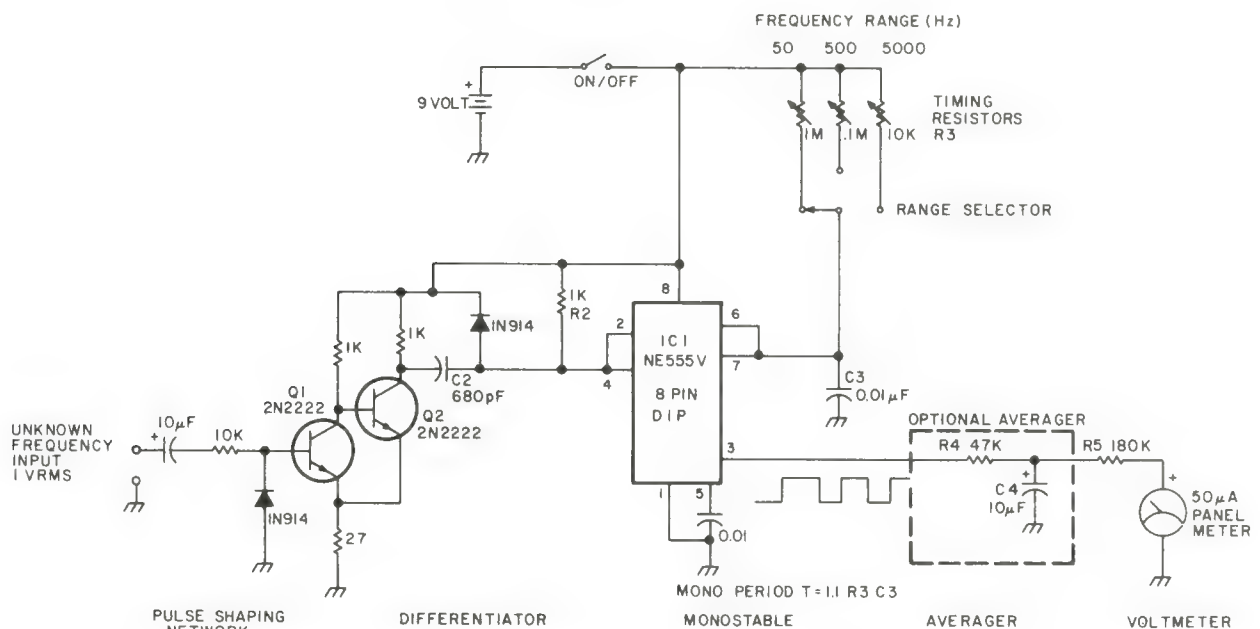 FREQUENCY RANGE (Hz)
50 500 5000
ON/OFF
+
9 VOLT
TIMING
RESISTORS
R3
1M .1M 10K
RANGE SELECTOR
8
1K
R2
1N914
1K
1K
2
6
IC1
NE555V
8 PIN
DIP
4
7
C2
680pF
C3
0.01µF
Q1
2N2222
Q2
2N2222
UNKNOWN
FREQUENCY
INPUT
1 VRMS
+
10µF
10K
1N914
27
3
1
5
0.01
OPTIONAL AVERAGER
R4 47K
+
C4
10µF
R5 180K
+
50µA
PANEL
METER
MONO PERIOD T=1.1 R3 C3
PULSE SHAPING
NETWORK
DIFFERENTIATOR
MONOSTABLE
AVERAGER
VOLTMETER